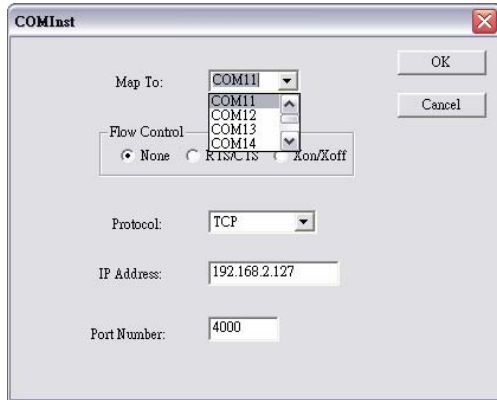 COMInst
Map To:
COM11
OK
COM11
COM12
COM13
COM14
Cancel
Flow Control
None
RTS/CTS
Xon/Xoff
Protocol:
TCP
IP Address:
192.168.2.127
Port Number:
4000